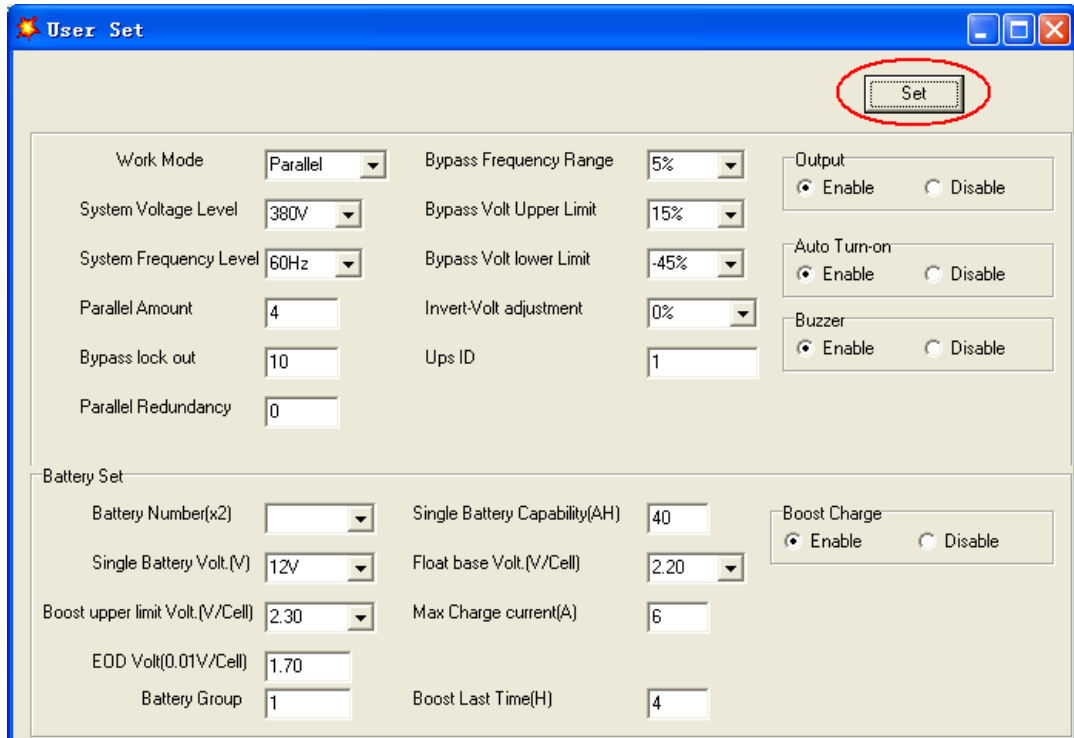 User Set
Set
Work Mode Parallel Bypass Frequency Range 5% Output
Enable Disable
System Voltage Level 380V Bypass Volt Upper Limit 15%
Auto Turn-on
System Frequency Level 60Hz Bypass Volt lower Limit -45% Enable Disable
Parallel Amount 4 Invert-Volt adjustment 0%
Buzzer
Bypass lock out 10 Ups ID 1 Enable Disable
Parallel Redundancy 0
Battery Set
Battery Number(x2) Single Battery Capability(AH) 40 Boost Charge
Enable Disable
Single Battery Volt.(V) 12V Float base Volt.(V/Cell) 2.20
Boost upper limit Volt.(V/Cell) 2.30 Max Charge current(A) 6
EOD Volt(0.01V/Cell) 1.70
Battery Group 1 Boost Last Time(H) 4